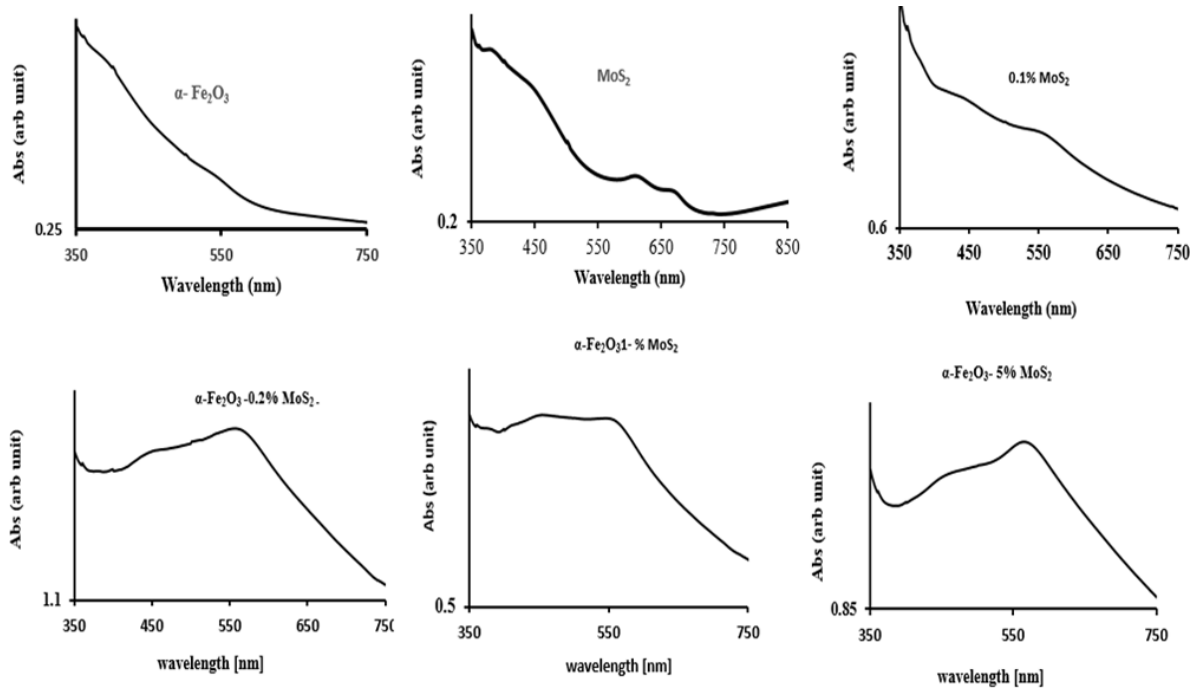 Abs (arb unit)
α- Fe₂O₃
0.25
350
550
750
Wavelength (nm)
Abs (arb unit)
MoS₂
0.2
350
450
550
650
750
850
Wavelength (nm)
Abs (arb unit)
0.1% MoS₂
0.6
350
450
550
650
750
Wavelength (nm)
Abs (arb unit)
α-Fe₂O₃ -0.2% MoS₂ -
1.1
350
450
550
650
750
wavelength [nm]
α-Fe₂O₃1- % MoS₂
Abs (arb unit)
0.5
350
550
750
wavelength [nm]
α-Fe₂O₃- 5% MoS₂
Abs (arb unit)
0.85
350
550
750
wavelength [nm]